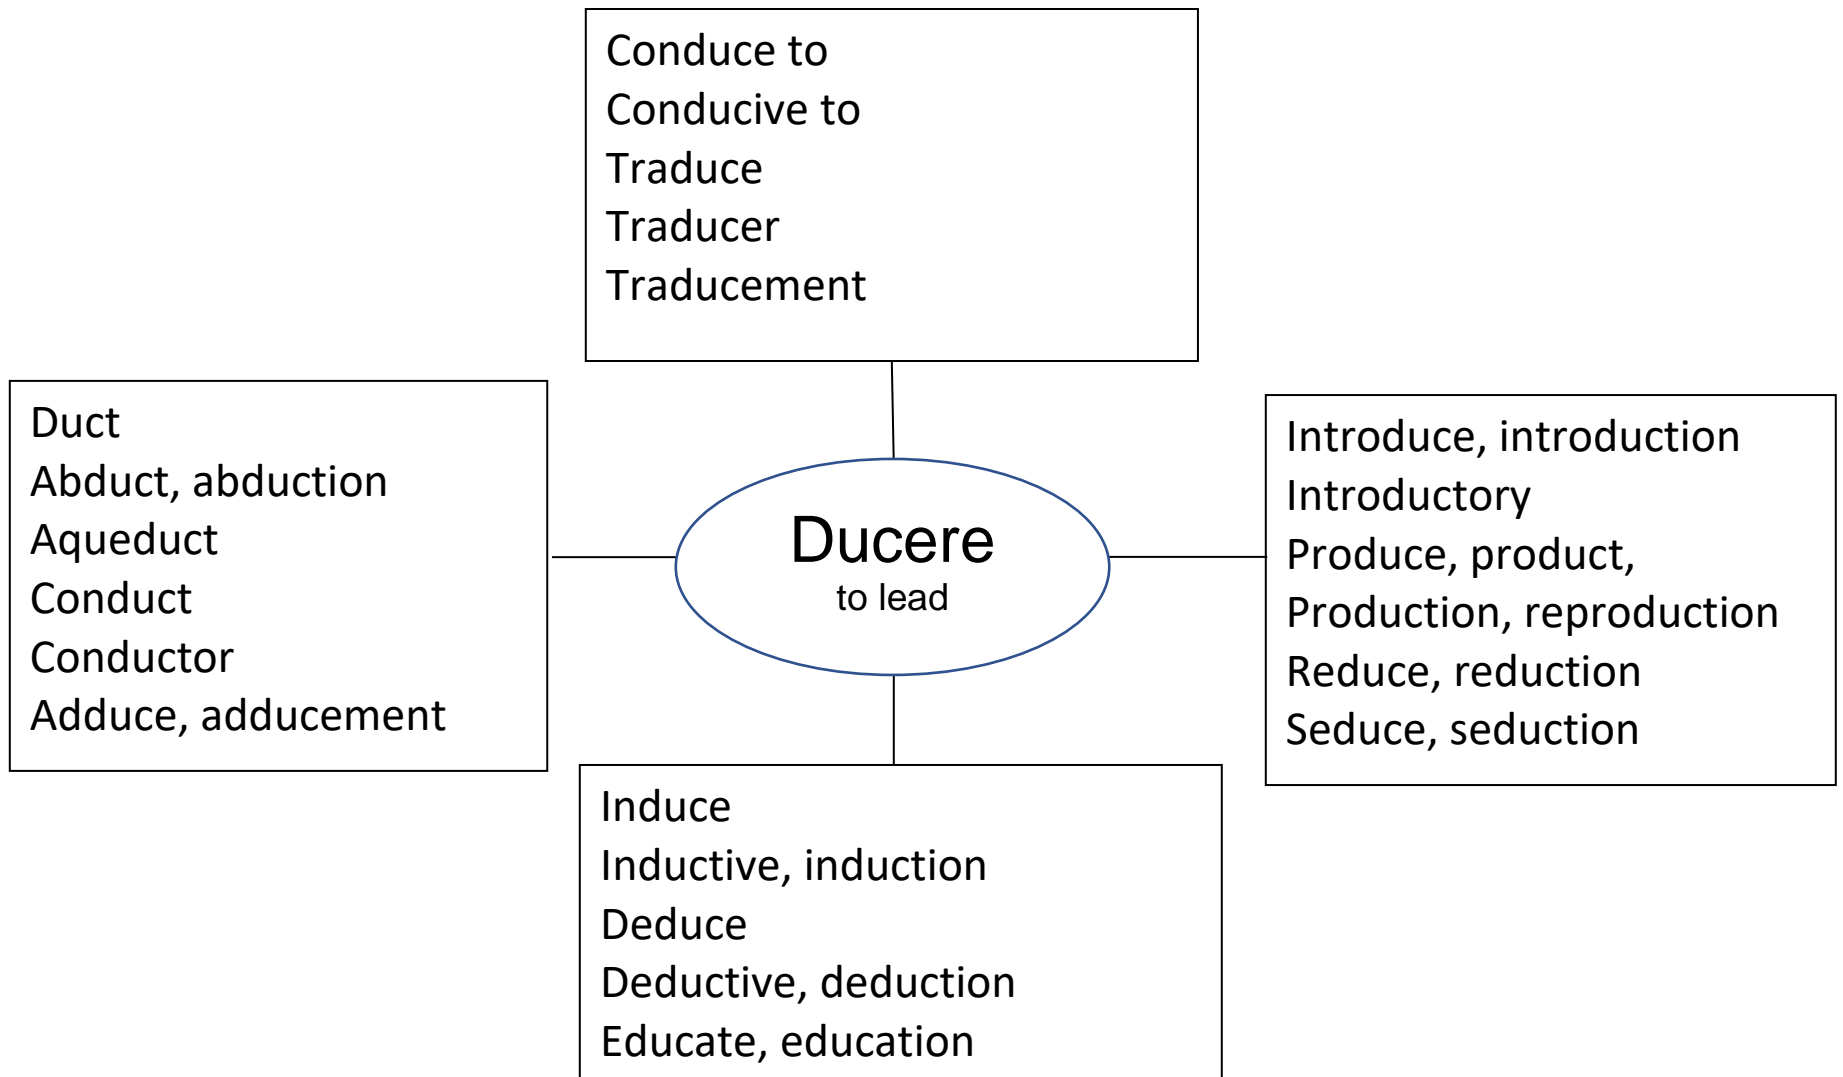 Conduce to
Conducive to
Traduce
Traducer
Traducement
Duct
Abduct, abduction
Aqueduct
Conduct
Conductor
Adduce, adducement
Ducere
to lead
Introduce, introduction
Introductory
Produce, product,
Production, reproduction
Reduce, reduction
Seduce, seduction
Induce
Inductive, induction
Deduce
Deductive, deduction
Educate, education